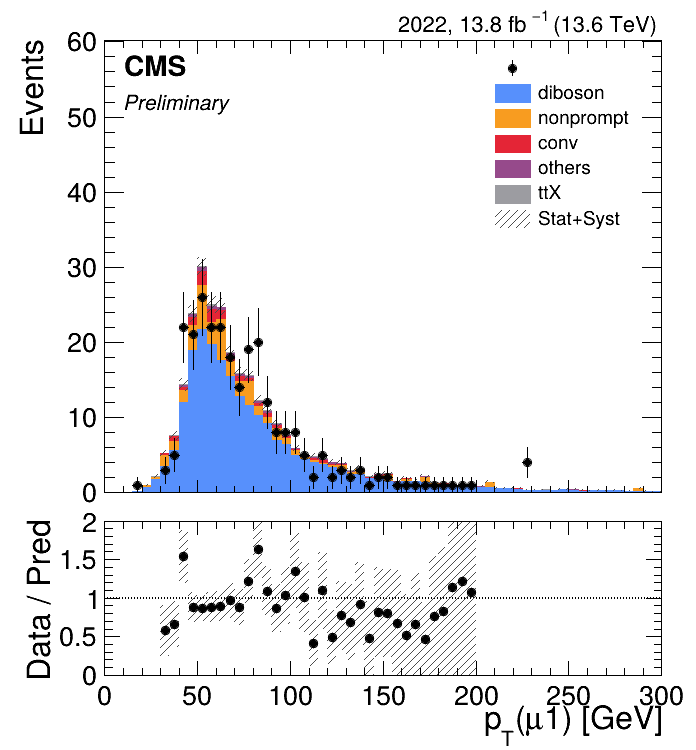 2022, 13.8 fb⁻¹ (13.6 TeV)
CMS
Preliminary
diboson
nonprompt
conv
others
ttX
Stat+Syst
Events
60
50
40
30
20
10
0
Data / Pred
2
1.5
1
0.5
0
0 50 100 150 200 250 300
p_T(μ1) [GeV]